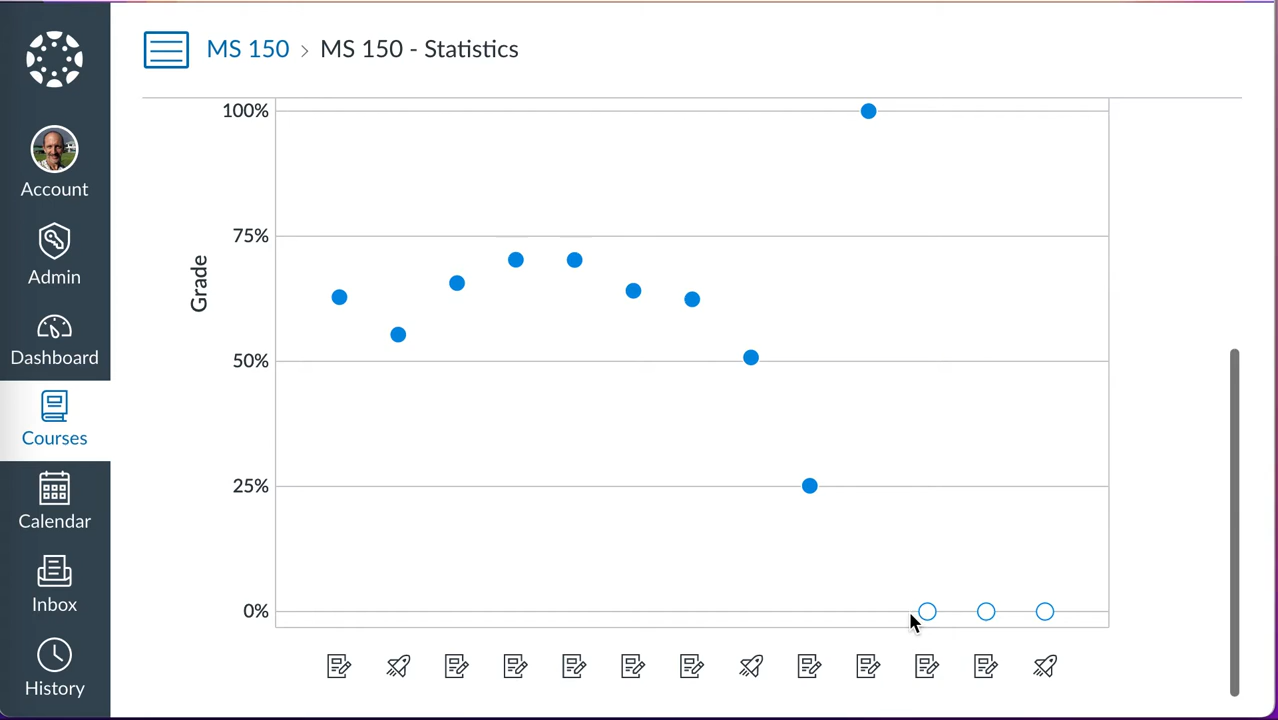 MS 150 > MS 150 - Statistics
Account
Admin
Dashboard
Courses
Calendar
Inbox
History
Grade
100%
75%
50%
25%
0%